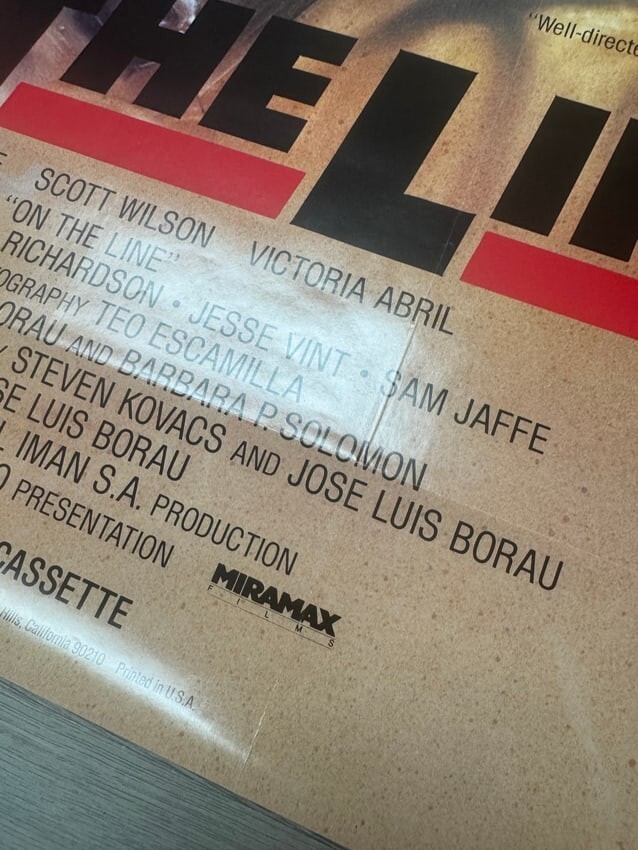 "Well-directe
THE LI
SCOTT WILSON VICTORIA ABRIL
"ON THE LINE"
RICHARDSON • JESSE VINT • SAM JAFFE
OGRAPHY TEO ESCAMILLA
ORAU AND BARBARA P. SOLOMON
STEVEN KOVACS AND JOSE LUIS BORAU
SE LUIS BORAU
IMAN S.A. PRODUCTION
O PRESENTATION
CASSETTE
MIRAMAX
FILMS
Hills, California 90210 Printed in U.S.A.